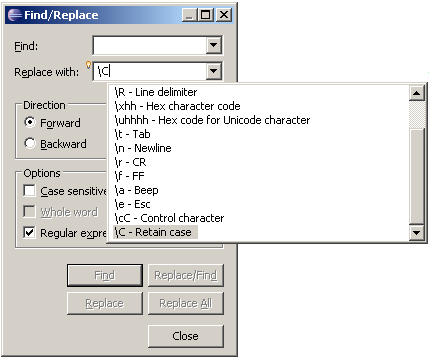 Find/Replace
Find:
Replace with: \C
\R - Line delimiter
\xhh - Hex character code
\uhhhh - Hex code for Unicode character
\t - Tab
\n - Newline
\r - CR
\f - FF
\a - Beep
\e - Esc
\cC - Control character
\C - Retain case
Direction
Forward
Backward
Options
Case sensitive
Whole word
Regular expre
Find Replace/Find
Replace Replace All
Close